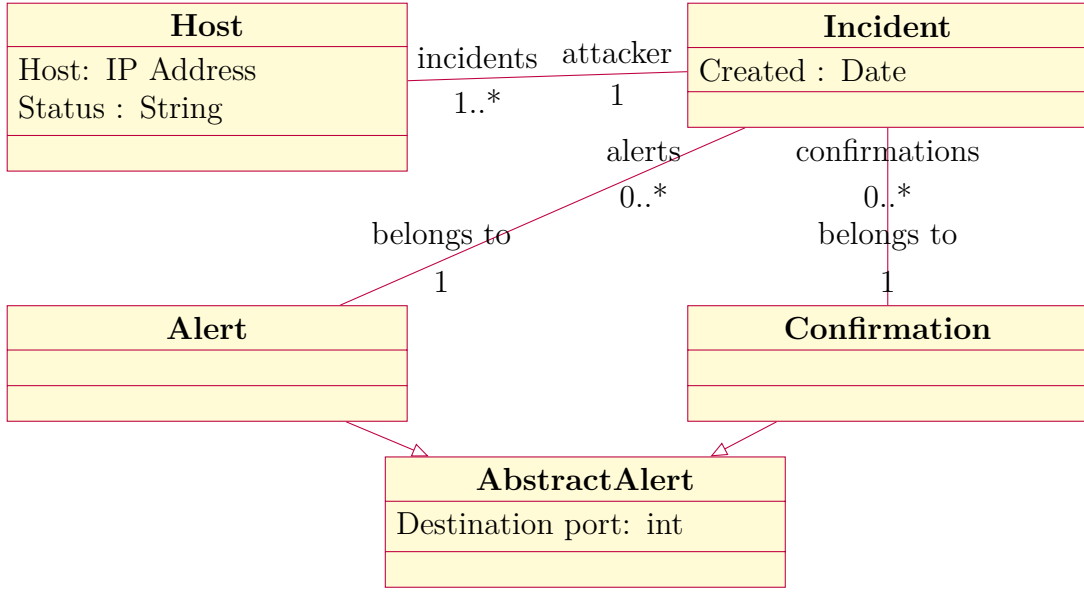 Host
Host: IP Address
Status : String
incidents
1..*
attacker
1
Incident
Created : Date
alerts
0..*
confirmations
0..*
belongs to
1
belongs to
1
Alert
Confirmation
AbstractAlert
Destination port: int